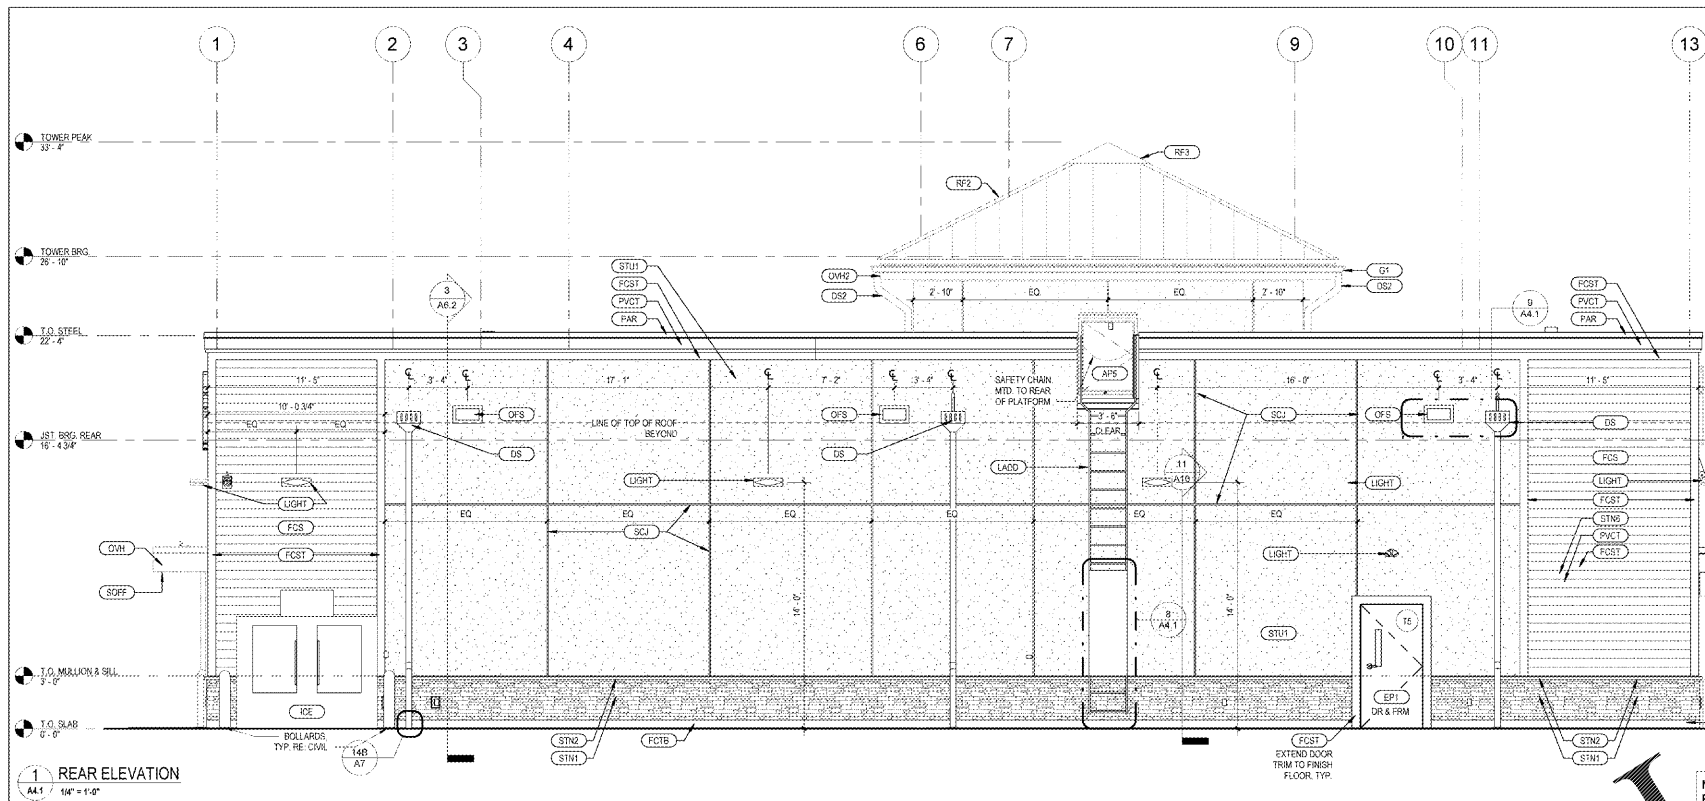 1
2
3
4
6
7
9
10
11
13
TOWER PEAK
33' - 4"
RF3
RF2
TOWER BRG.
26' - 10"
STU1
FCST
PVCT
PAR
3
A6.2
OVH2
DS2
2' - 10"
EQ.
EQ.
2' - 10"
G1
DS2
FCST
PVCT
PAR
9
A4.1
T.O. STEEL
22' - 4"
11' - 5"
3' - 4"
17' - 1"
7' - 2"
3' - 4"
SAFETY CHAIN
MTD. TO REAR
OF PLATFORM
AP5
16' - 0"
3' - 4"
11' - 5"
10' - 0 3/4"
EQ
EQ
OFS
LINE OF TOP OF ROOF
BEYOND
OFS
3' - 6"
CLEAR
SCJ
OFS
DS
JST. BRG. REAR
16' - 4 3/4"
DS
DS
LADD
11
A10
FCS
LIGHT
LIGHT
LIGHT
LIGHT
FCS
FCST
EQ
EQ
EQ
EQ
EQ
EQ
SCJ
STN6
PVCT
FCST
OVH
FCST
LIGHT
SOFF
14' - 0"
14' - 0"
8
A4.1
STU1
T5
T.O. MULLION & SILL
3' - 0"
ICE
EP1
DR & FRM
T.O. SLAB
0' - 0"
BOLLARDS,
TYP. RE: CIVIL
14B
A7
STN2
STN1
FCTB
FCST
EXTEND DOOR
TRIM TO FINISH
FLOOR, TYP.
STN2
STN1
1
A4.1
REAR ELEVATION
1/4" = 1'-0"